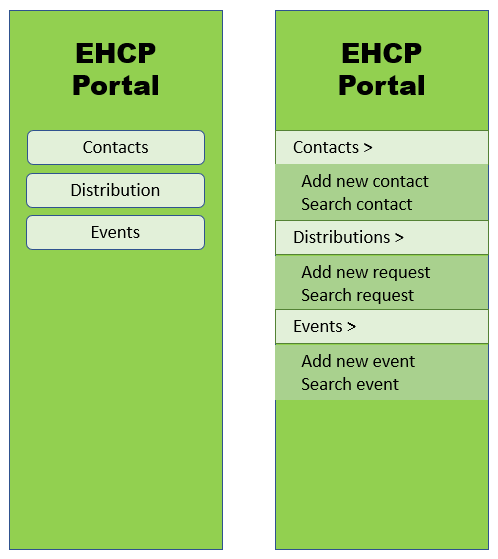 EHCP
Portal
Contacts
Distribution
Events
EHCP
Portal
Contacts >
Add new contact
Search contact
Distributions >
Add new request
Search request
Events >
Add new event
Search event